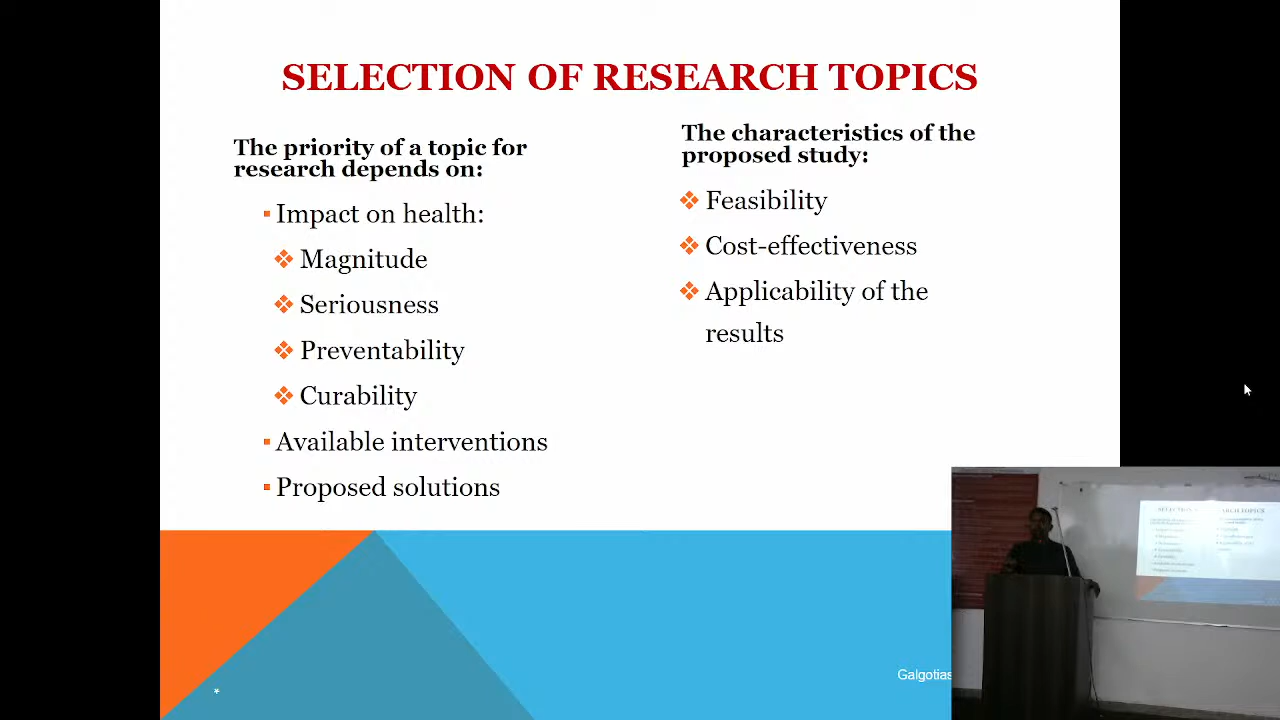 SELECTION OF RESEARCH TOPICS
The priority of a topic for
research depends on:
Impact on health:
Magnitude
Seriousness
Preventability
Curability
Available interventions
Proposed solutions
The characteristics of the
proposed study:
Feasibility
Cost-effectiveness
Applicability of the
results
Galgotias
*